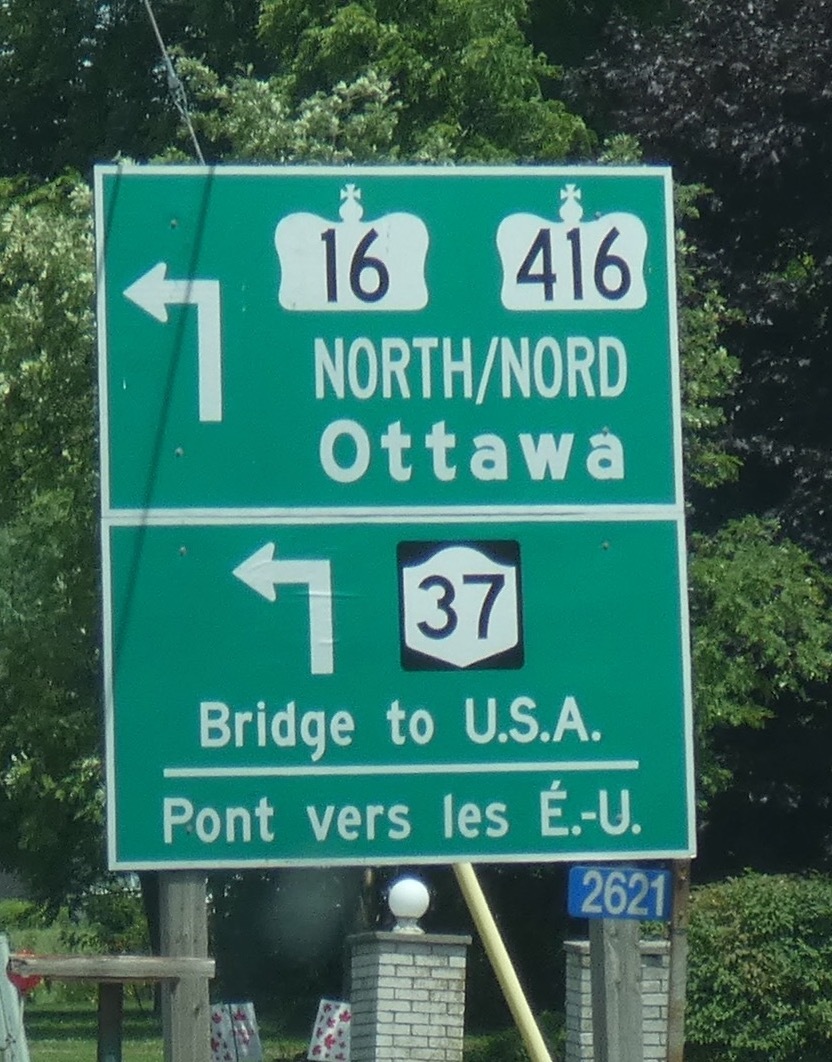 16 416
NORTH/NORD
Ottawa
37
Bridge to U.S.A.
Pont vers les É.-U.
2621